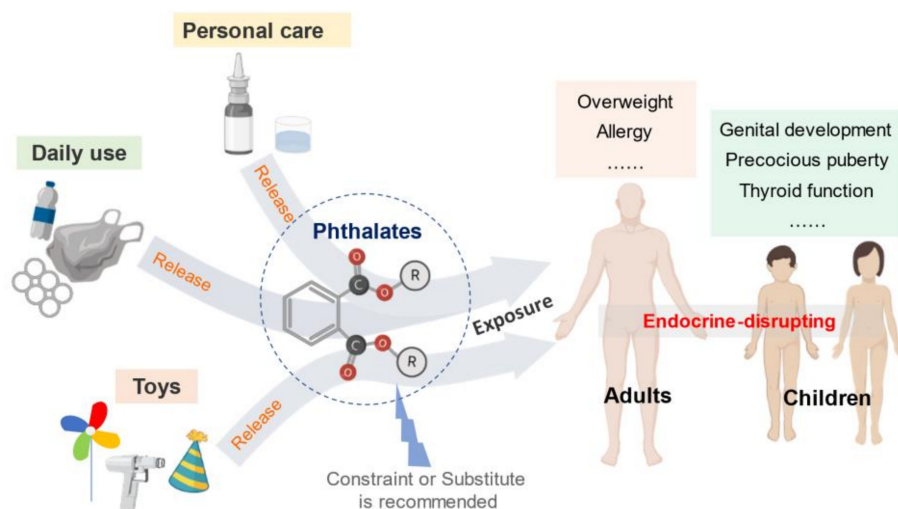 Personal care
Daily use
Toys
Release
Release
Release
Phthalates
O
C
O
R
C
O
O
R
Exposure
Constraint or Substitute
is recommended
Overweight
Allergy
......
Genital development
Precocious puberty
Thyroid function
......
Endocrine-disrupting
Adults
Children